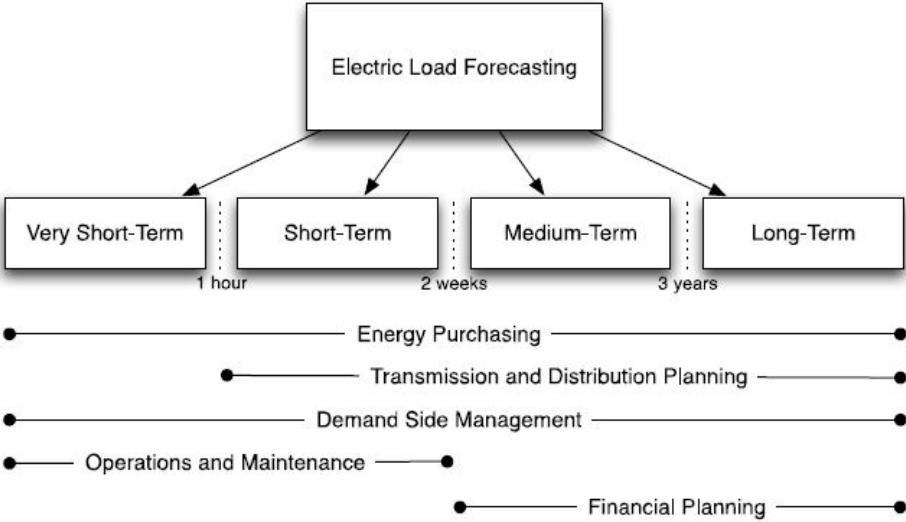 Electric Load Forecasting
Very Short-Term
Short-Term
Medium-Term
Long-Term
1 hour
2 weeks
3 years
Energy Purchasing
Transmission and Distribution Planning
Demand Side Management
Operations and Maintenance
Financial Planning